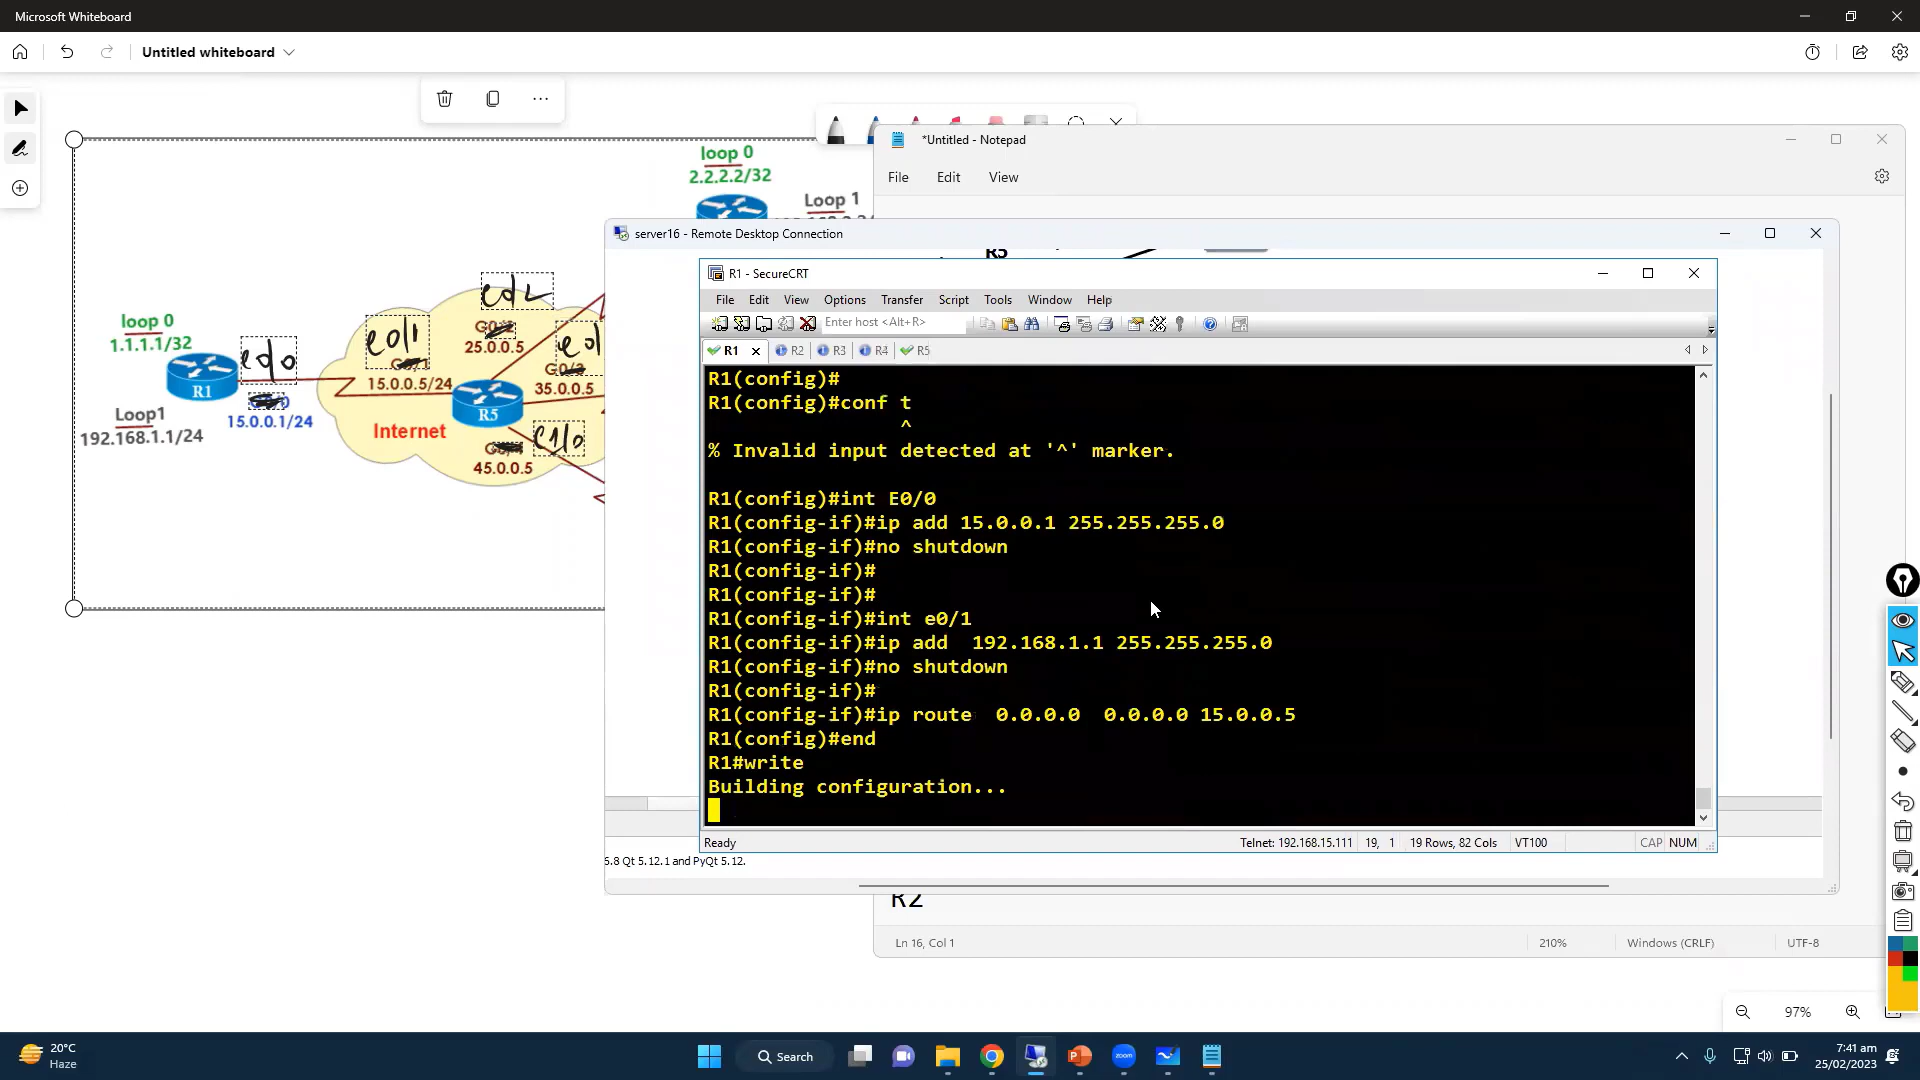 Microsoft Whiteboard
Untitled whiteboard
*Untitled - Notepad
File Edit View
loop 0
2.2.2.2/32
Loop 1
server16 - Remote Desktop Connection
R5
R1 - SecureCRT
File Edit View Options Transfer Script Tools Window Help
Enter host <Alt+R>
R1 R2 R3 R4 R5
loop 0
1.1.1.1/32
R1
15.0.0.1/24
Loop1
192.168.1.1/24
15.0.0.5/24
25.0.0.5
35.0.0.5
R5
Internet
45.0.0.5
R1(config)#
R1(config)#conf t
^
% Invalid input detected at '^' marker.
R1(config)#int E0/0
R1(config-if)#ip add 15.0.0.1 255.255.255.0
R1(config-if)#no shutdown
R1(config-if)#
R1(config-if)#
R1(config-if)#int e0/1
R1(config-if)#ip add  192.168.1.1 255.255.255.0
R1(config-if)#no shutdown
R1(config-if)#
R1(config-if)#ip route  0.0.0.0  0.0.0.0 15.0.0.5
R1(config)#end
R1#write
Building configuration...
Ready Telnet: 192.168.15.111 19, 1 19 Rows, 82 Cols VT100 CAP NUM
6.8 Qt 5.12.1 and PyQt 5.12.
R2
Ln 16, Col 1 210% Windows (CRLF) UTF-8
97%
20°C
Haze
Search
zoom
7:41 am
25/02/2023